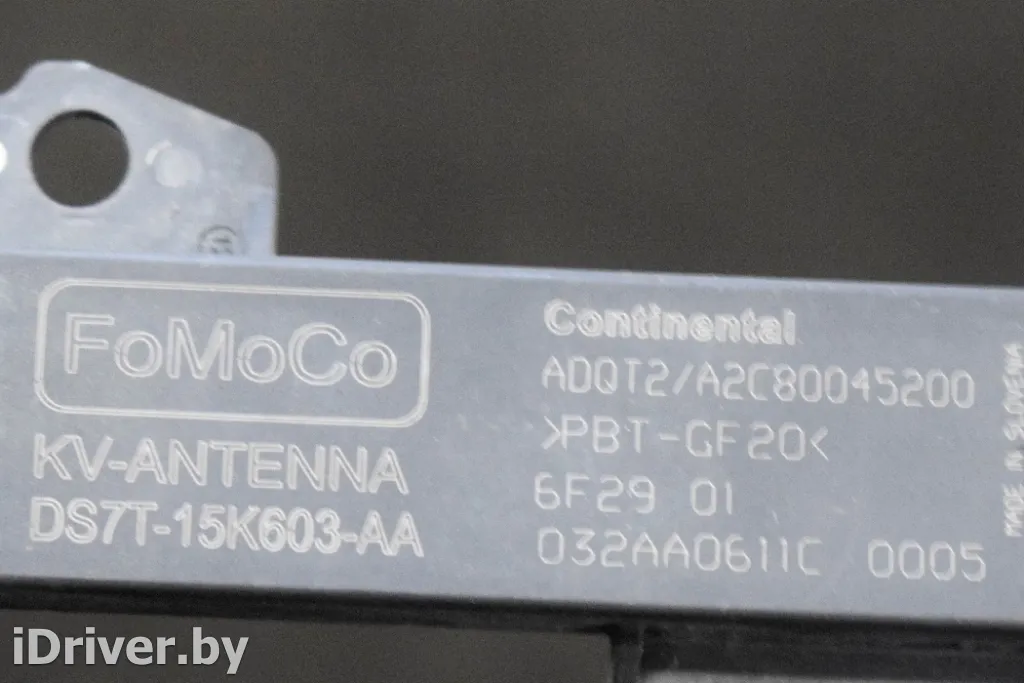 FoMoCo
KV-ANTENNA
DS7T-15K603-AA
Continental
ADQT2/A2C80045200
>PBT-GF20<
6F29 01
032AA0611C 0005
MADE IN SLOVENIA
iDriver.by